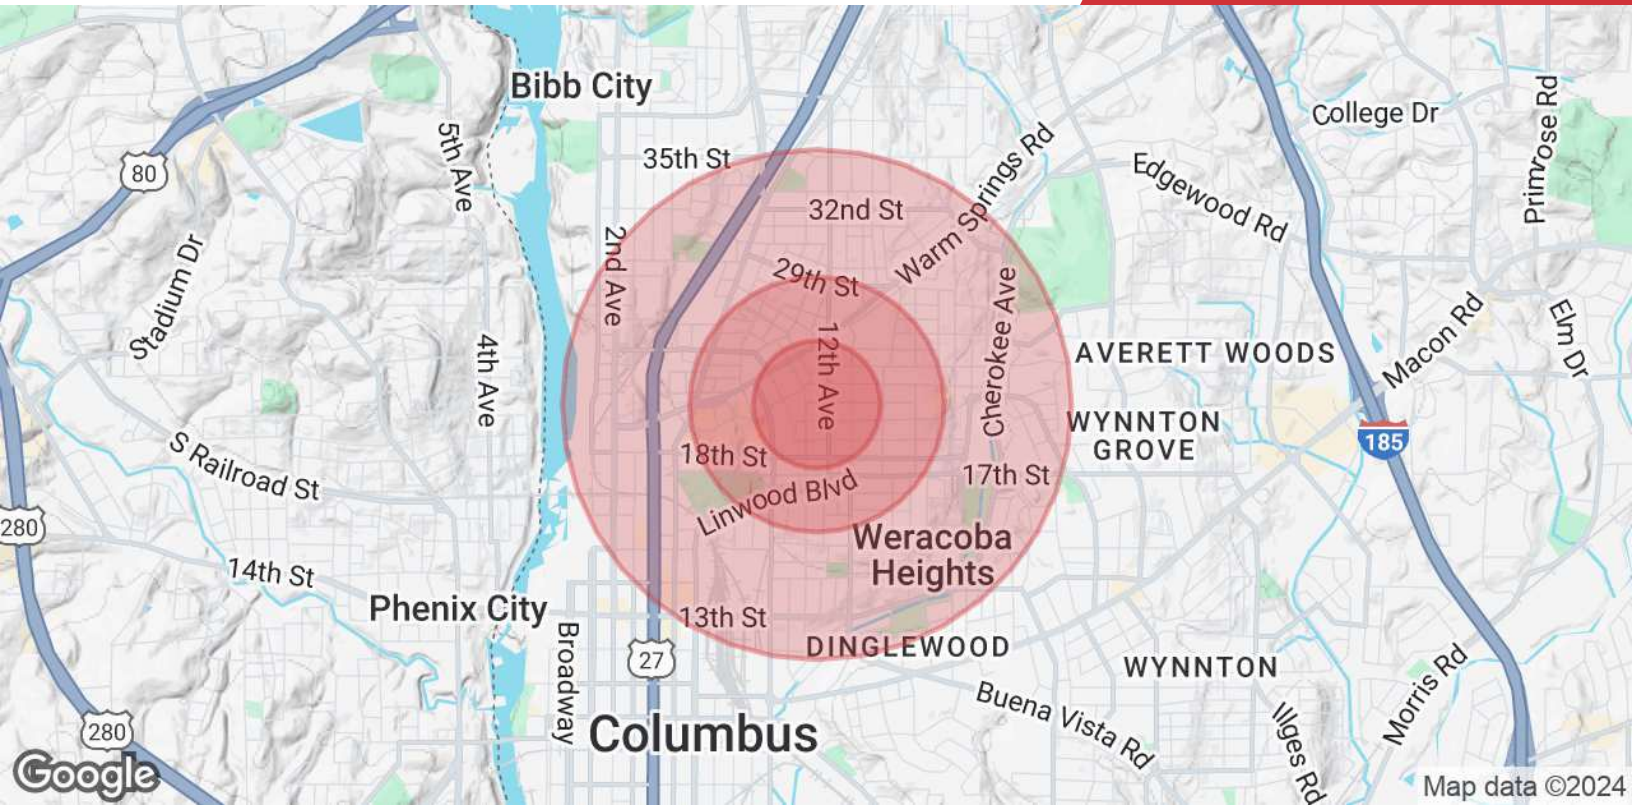 Bibb City
College Dr
Primrose Rd
5th Ave
35th St
Warm Springs Rd
80
Edgewood Rd
32nd St
2nd Ave
Stadium Dr
29th St
Cherokee Ave
Macon Rd
Elm Dr
12th Ave
4th Ave
AVERETT WOODS
WYNNTON
GROVE
185
S Railroad St
18th St
17th St
Linwood Blvd
280
Weracoba
Heights
14th St
Phenix City
13th St
Broadway
DINGLEWOOD
27
WYNNTON
Morris Rd
Buena Vista Rd
Illges Rd
280
Columbus
Google
Map data ©2024